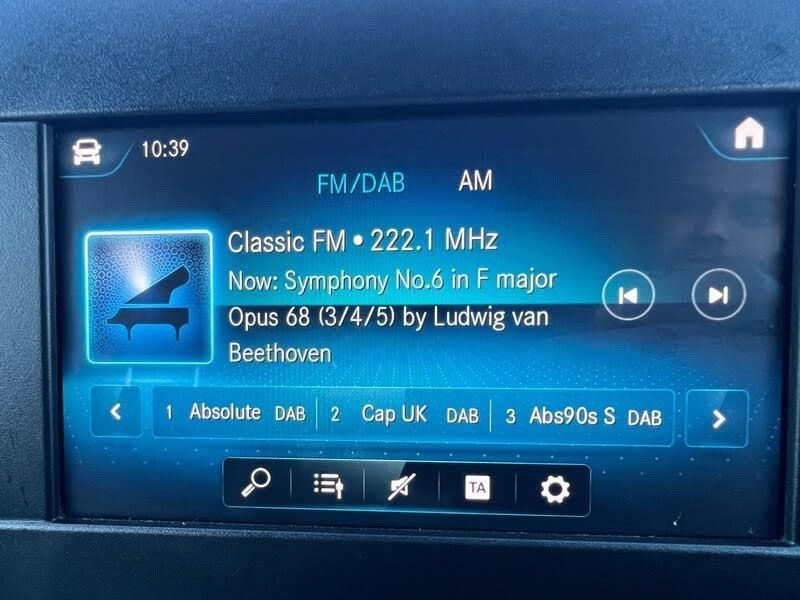 10:39
FM/DAB AM
Classic FM • 222.1 MHz
Now: Symphony No.6 in F major
Opus 68 (3/4/5) by Ludwig van
Beethoven
1 Absolute DAB 2 Cap UK DAB 3 Abs90s S DAB
TA